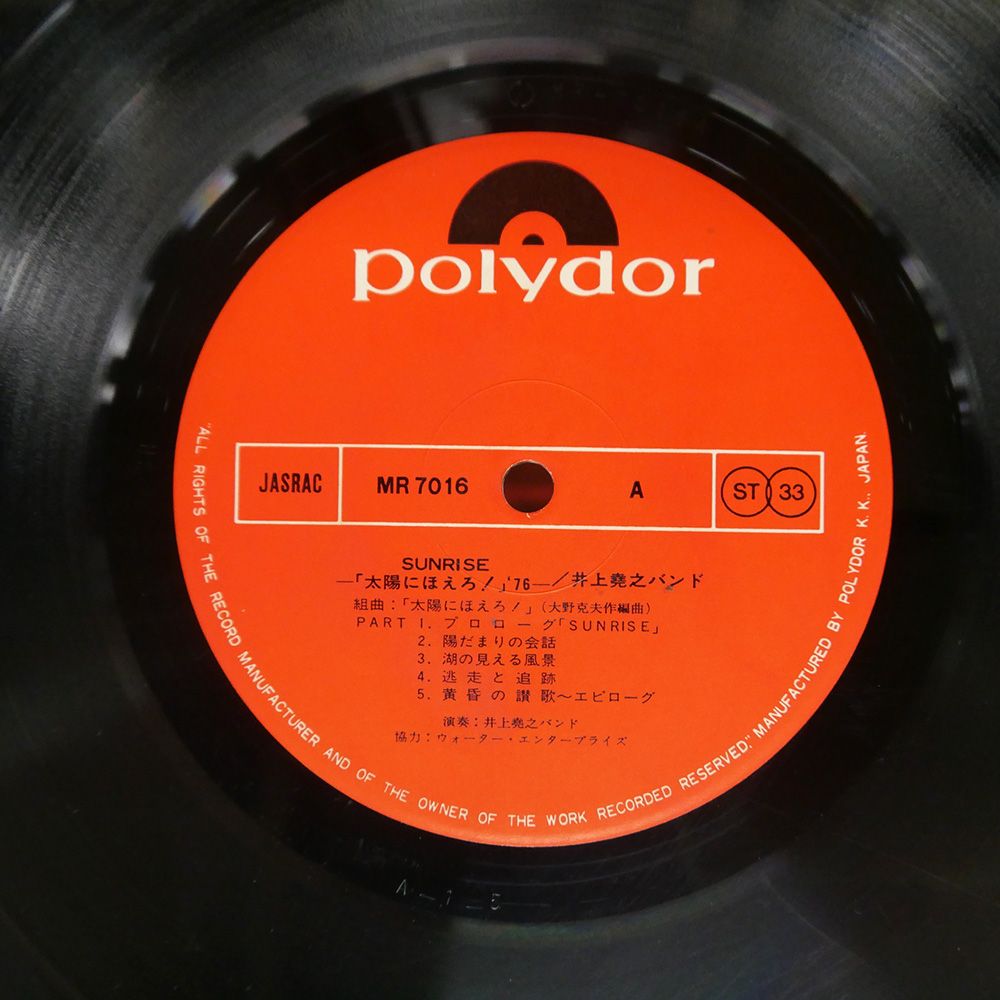 polydor
JASRAC
MR 7016
A
ST 33
SUNRISE
—「太陽にほえろ!」'76—/井上堯之バンド
組曲:「太陽にほえろ!」(大野克夫作編曲)
PART 1. プロローグ「SUNRISE」
2. 陽だまりの会話
3. 湖の見える風景
4. 逃走と追跡
5. 黄昏の讃歌〜エピローグ
演奏:井上堯之バンド
協力:ウォーター・エンタープライズ
"ALL RIGHTS OF THE RECORD MANUFACTURER AND OF THE OWNER OF THE WORK RECORDED RESERVED." MANUFACTURED BY POLYDOR K.K., JAPAN.